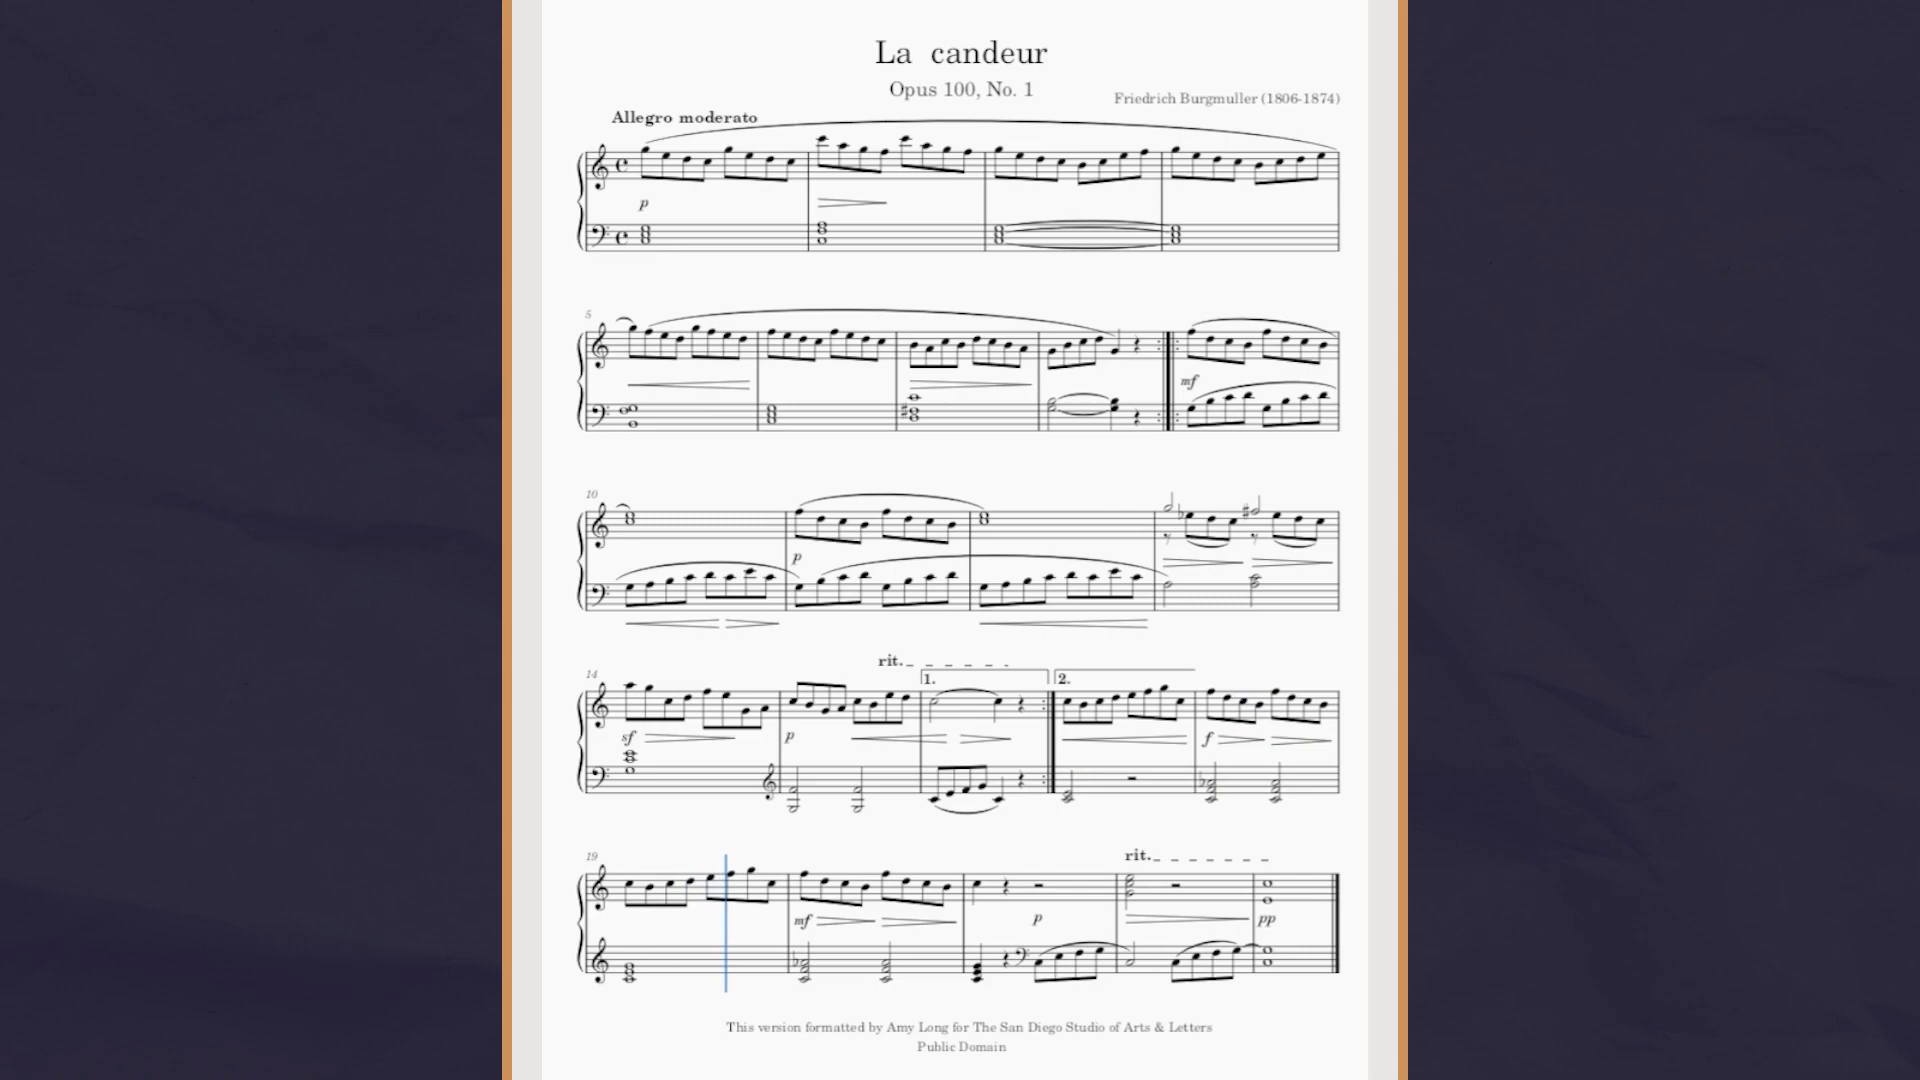 La candeur
Opus 100, No. 1
Friedrich Burgmuller (1806-1874)
Allegro moderato
p
5
mf
10
p
rit.
14
1.
2.
sf
p
f
19
rit.
mf
p
pp
This version formatted by Amy Long for The San Diego Studio of Arts & Letters
Public Domain